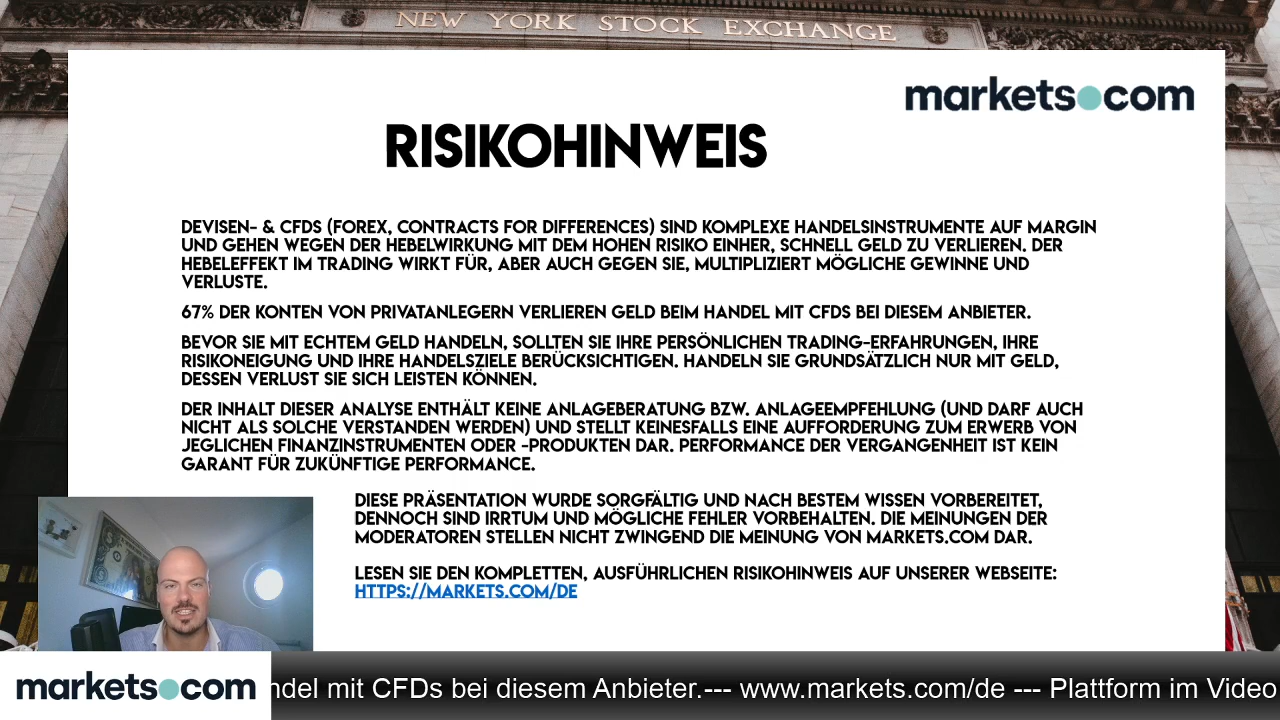 NEW YORK STOCK EXCHANGE
markets.com
RISIKOHINWEIS
DEVISEN- & CFDS (FOREX, CONTRACTS FOR DIFFERENCES) SIND KOMPLEXE HANDELSINSTRUMENTE AUF MARGIN
UND GEHEN WEGEN DER HEBELWIRKUNG MIT DEM HOHEN RISIKO EINHER, SCHNELL GELD ZU VERLIEREN. DER
HEBELEFFEKT IM TRADING WIRKT FÜR, ABER AUCH GEGEN SIE, MULTIPLIZIERT MÖGLICHE GEWINNE UND
VERLUSTE.
67% DER KONTEN VON PRIVATANLEGERN VERLIEREN GELD BEIM HANDEL MIT CFDS BEI DIESEM ANBIETER.
BEVOR SIE MIT ECHTEM GELD HANDELN, SOLLTEN SIE IHRE PERSÖNLICHEN TRADING-ERFAHRUNGEN, IHRE
RISIKONEIGUNG UND IHRE HANDELSZIELE BERÜCKSICHTIGEN. HANDELN SIE GRUNDSÄTZLICH NUR MIT GELD,
DESSEN VERLUST SIE SICH LEISTEN KÖNNEN.
DER INHALT DIESER ANALYSE ENTHÄLT KEINE ANLAGEBERATUNG BZW. ANLAGEEMPFEHLUNG (UND DARF AUCH
NICHT ALS SOLCHE VERSTANDEN WERDEN) UND STELLT KEINESFALLS EINE AUFFORDERUNG ZUM ERWERB VON
JEGLICHEN FINANZINSTRUMENTEN ODER -PRODUKTEN DAR. PERFORMANCE DER VERGANGENHEIT IST KEIN
GARANT FÜR ZUKÜNFTIGE PERFORMANCE.
DIESE PRÄSENTATION WURDE SORGFÄLTIG UND NACH BESTEM WISSEN VORBEREITET,
DENNOCH SIND IRRTUM UND MÖGLICHE FEHLER VORBEHALTEN. DIE MEINUNGEN DER
MODERATOREN STELLEN NICHT ZWINGEND DIE MEINUNG VON MARKETS.COM DAR.
LESEN SIE DEN KOMPLETTEN, AUSFÜHRLICHEN RISIKOHINWEIS AUF UNSERER WEBSEITE:
HTTPS://MARKETS.COM/DE
markets.com
ndel mit CFDs bei diesem Anbieter.--- www.markets.com/de --- Plattform im Video